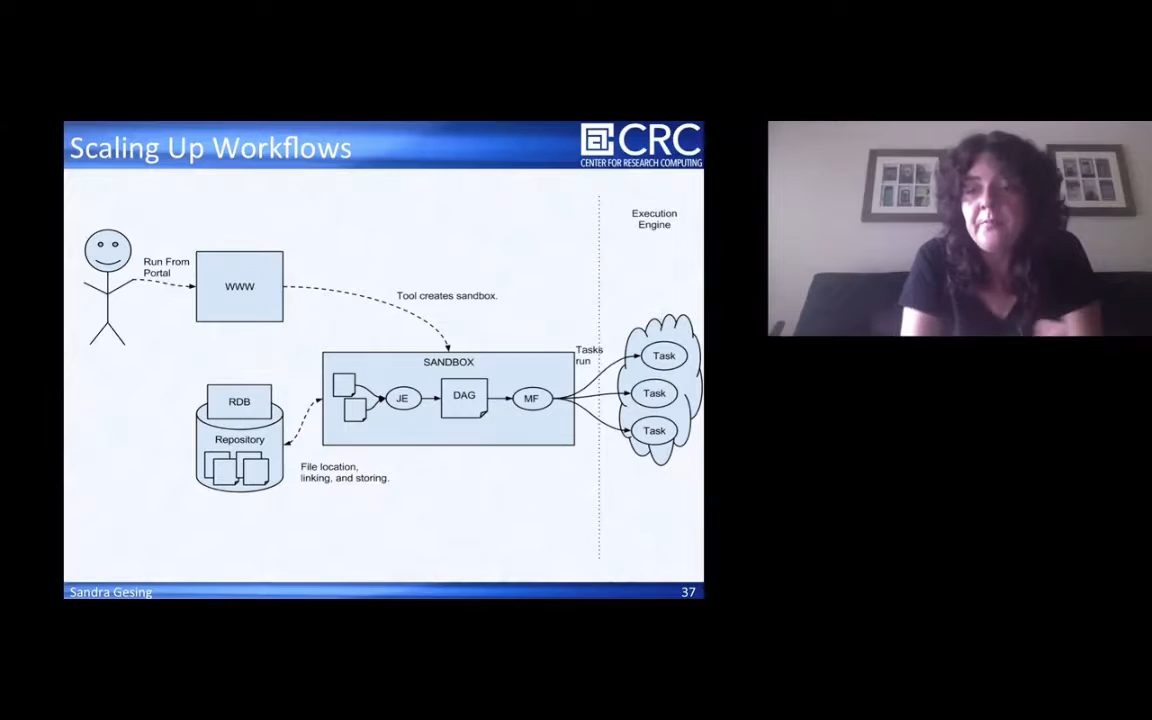 Scaling Up Workflows
CRC
CENTER FOR RESEARCH COMPUTING
Execution
Engine
Run From
Portal
WWW
Tool creates sandbox.
Tasks
run
SANDBOX
JE
DAG
MF
Task
Task
Task
RDB
Repository
File location,
linking, and storing.
Sandra Gesing
37